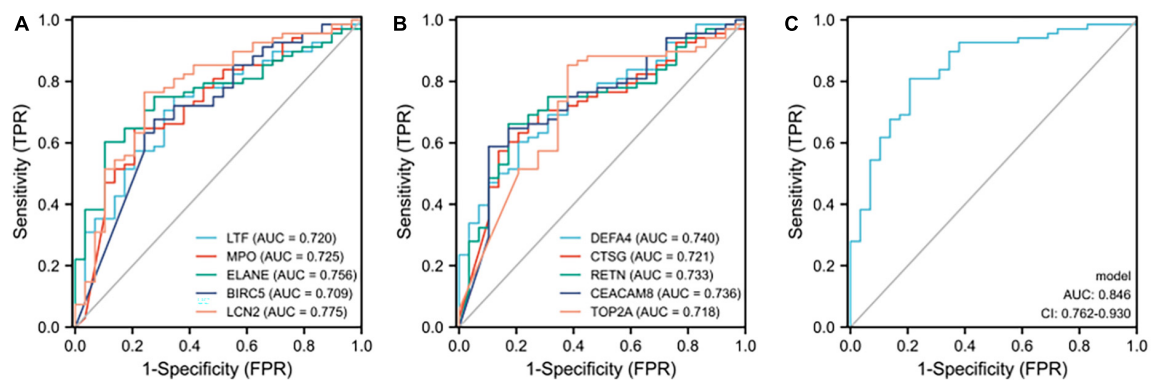 A
1.0
0.8
0.6
0.4
0.2
0.0
Sensitivity (TPR)
LTF (AUC = 0.720)
MPO (AUC = 0.725)
ELANE (AUC = 0.756)
BIRC5 (AUC = 0.709)
LCN2 (AUC = 0.775)
0.0 0.2 0.4 0.6 0.8 1.0
1-Specificity (FPR)
B
1.0
0.8
0.6
0.4
0.2
0.0
Sensitivity (TPR)
DEFA4 (AUC = 0.740)
CTSG (AUC = 0.721)
RETN (AUC = 0.733)
CEACAM8 (AUC = 0.736)
TOP2A (AUC = 0.718)
0.0 0.2 0.4 0.6 0.8 1.0
1-Specificity (FPR)
C
1.0
0.8
0.6
0.4
0.2
0.0
Sensitivity (TPR)
model
AUC: 0.846
CI: 0.762-0.930
0.0 0.2 0.4 0.6 0.8 1.0
1-Specificity (FPR)